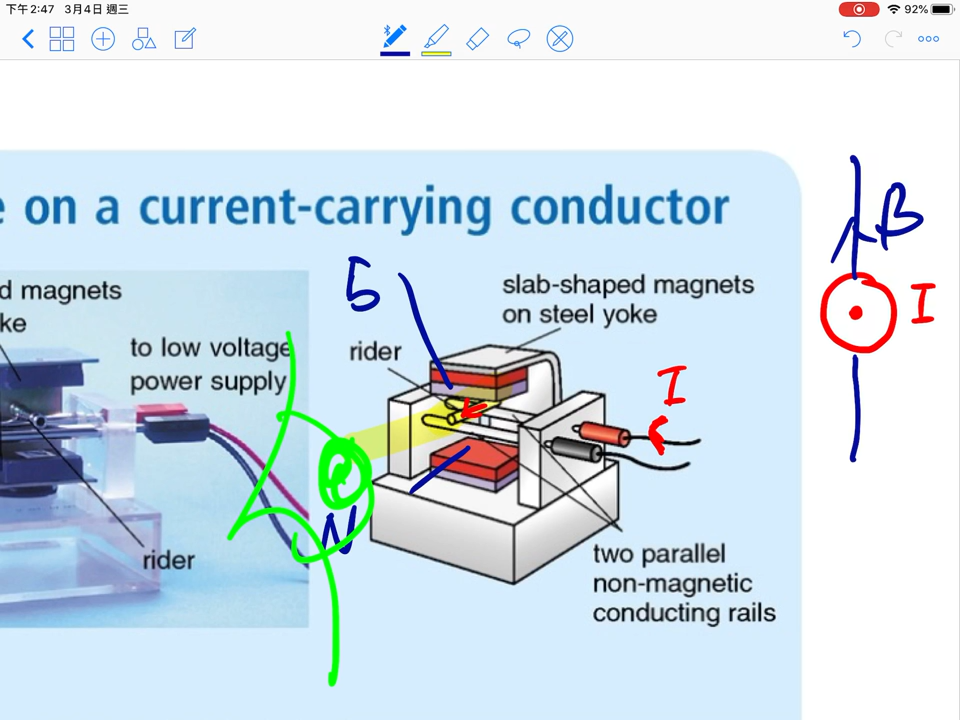 下午 2:47 3月4日 週三
92%
e on a current-carrying conductor
d magnets
ke
to low voltage
power supply
rider
S
rider
slab-shaped magnets
on steel yoke
I
N
two parallel
non-magnetic
conducting rails
B
I